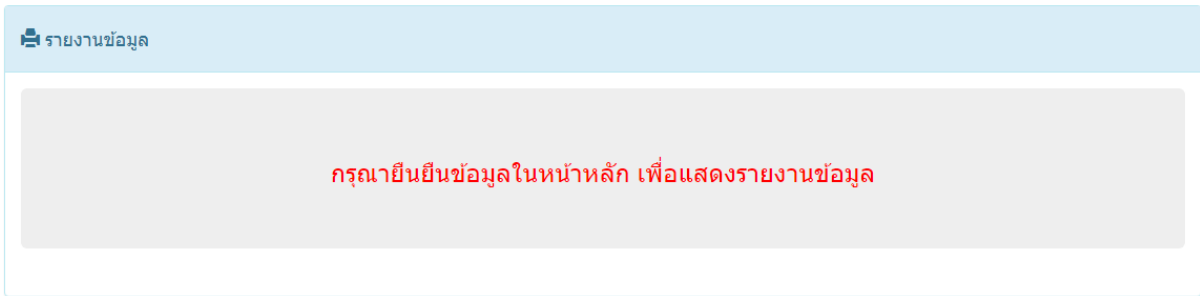 รายงานข้อมูล
กรุณายืนยืนข้อมูลในหน้าหลัก เพื่อแสดงรายงานข้อมูล